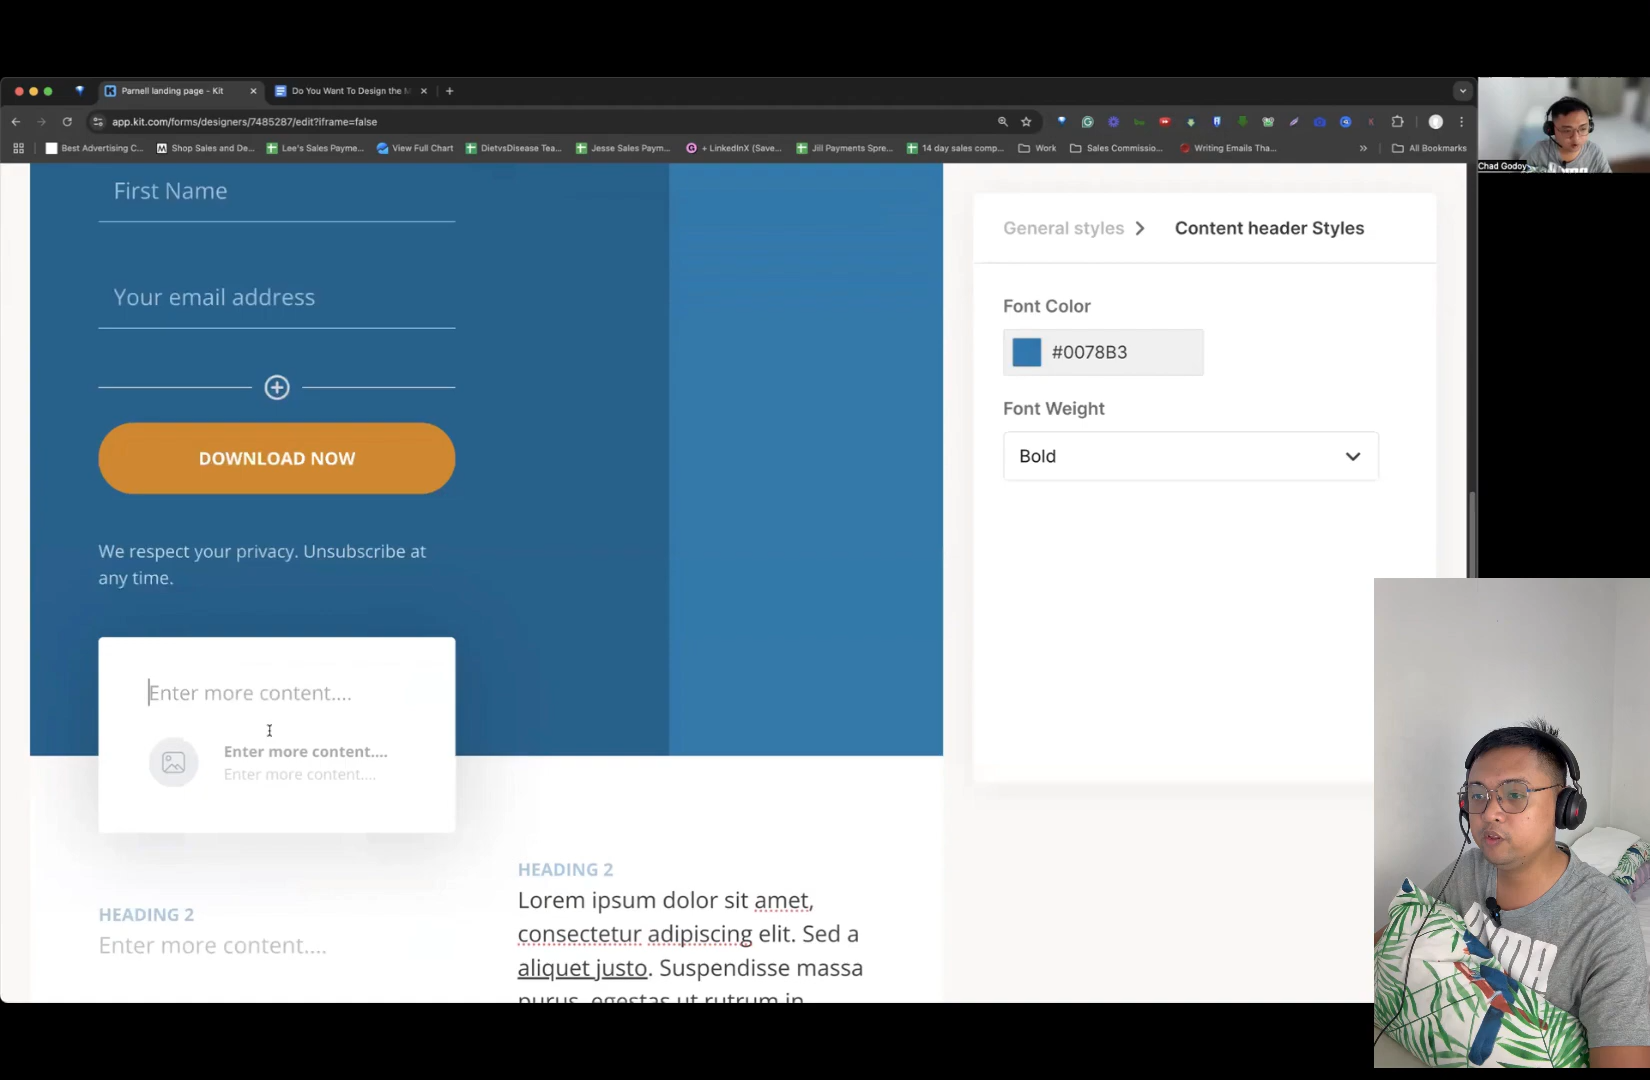 Parnell landing page - Kit
Do You Want To Design the M
app.kit.com/forms/designers/7485287/edit?iframe=false
Best Advertising C...
Shop Sales and De...
Lee's Sales Payme...
View Full Chart
DietvsDisease Tea...
Jesse Sales Paym...
+ LinkedinX (Save...
Jill Payments Spre...
14 day sales comp...
Work
Sales Commissio...
Writing Emails Tha...
All Bookmarks
Chad Godoy
First Name
Your email address
DOWNLOAD NOW
We respect your privacy. Unsubscribe at
any time.
Enter more content....
Enter more content....
Enter more content....
HEADING 2
Enter more content....
HEADING 2
Lorem ipsum dolor sit amet,
consectetur adipiscing elit. Sed a
aliquet justo. Suspendisse massa
purus, egestas ut rutrum in
General styles
Content header Styles
Font Color
#0078B3
Font Weight
Bold